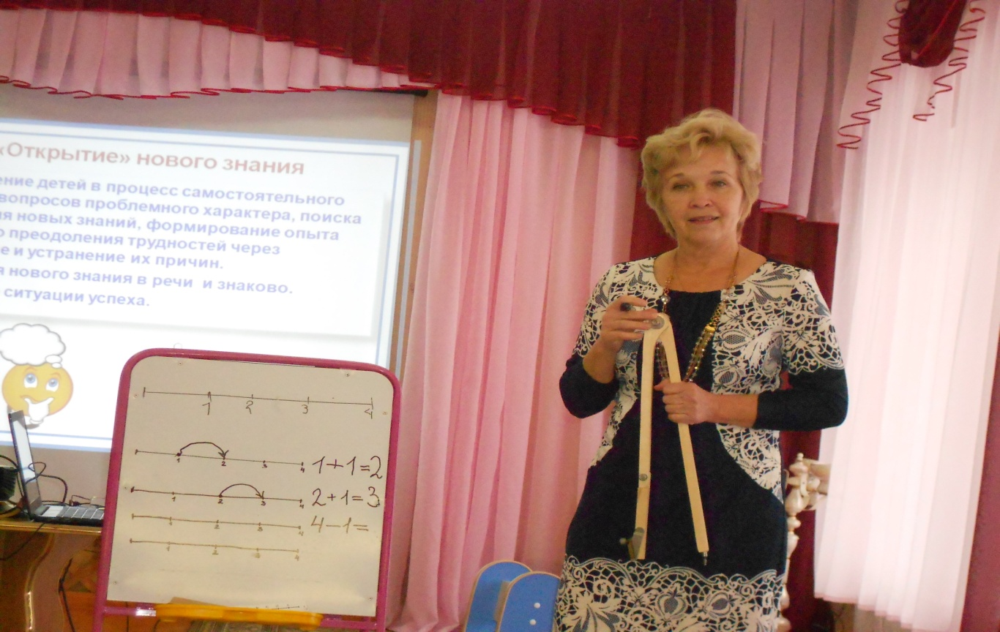 «Открытие» нового знания
ение детей в процесс самостоятельного
вопросов проблемного характера, поиска
ия новых знаний, формирование опыта
о преодоления трудностей через
е и устранение их причин.
я нового знания в речи и знаково.
ситуации успеха.
1 2 3 4
1 2 3 4 1+1=2
1 2 3 4 2+1=3
1 2 3 4 4-1=
1 2 3 4